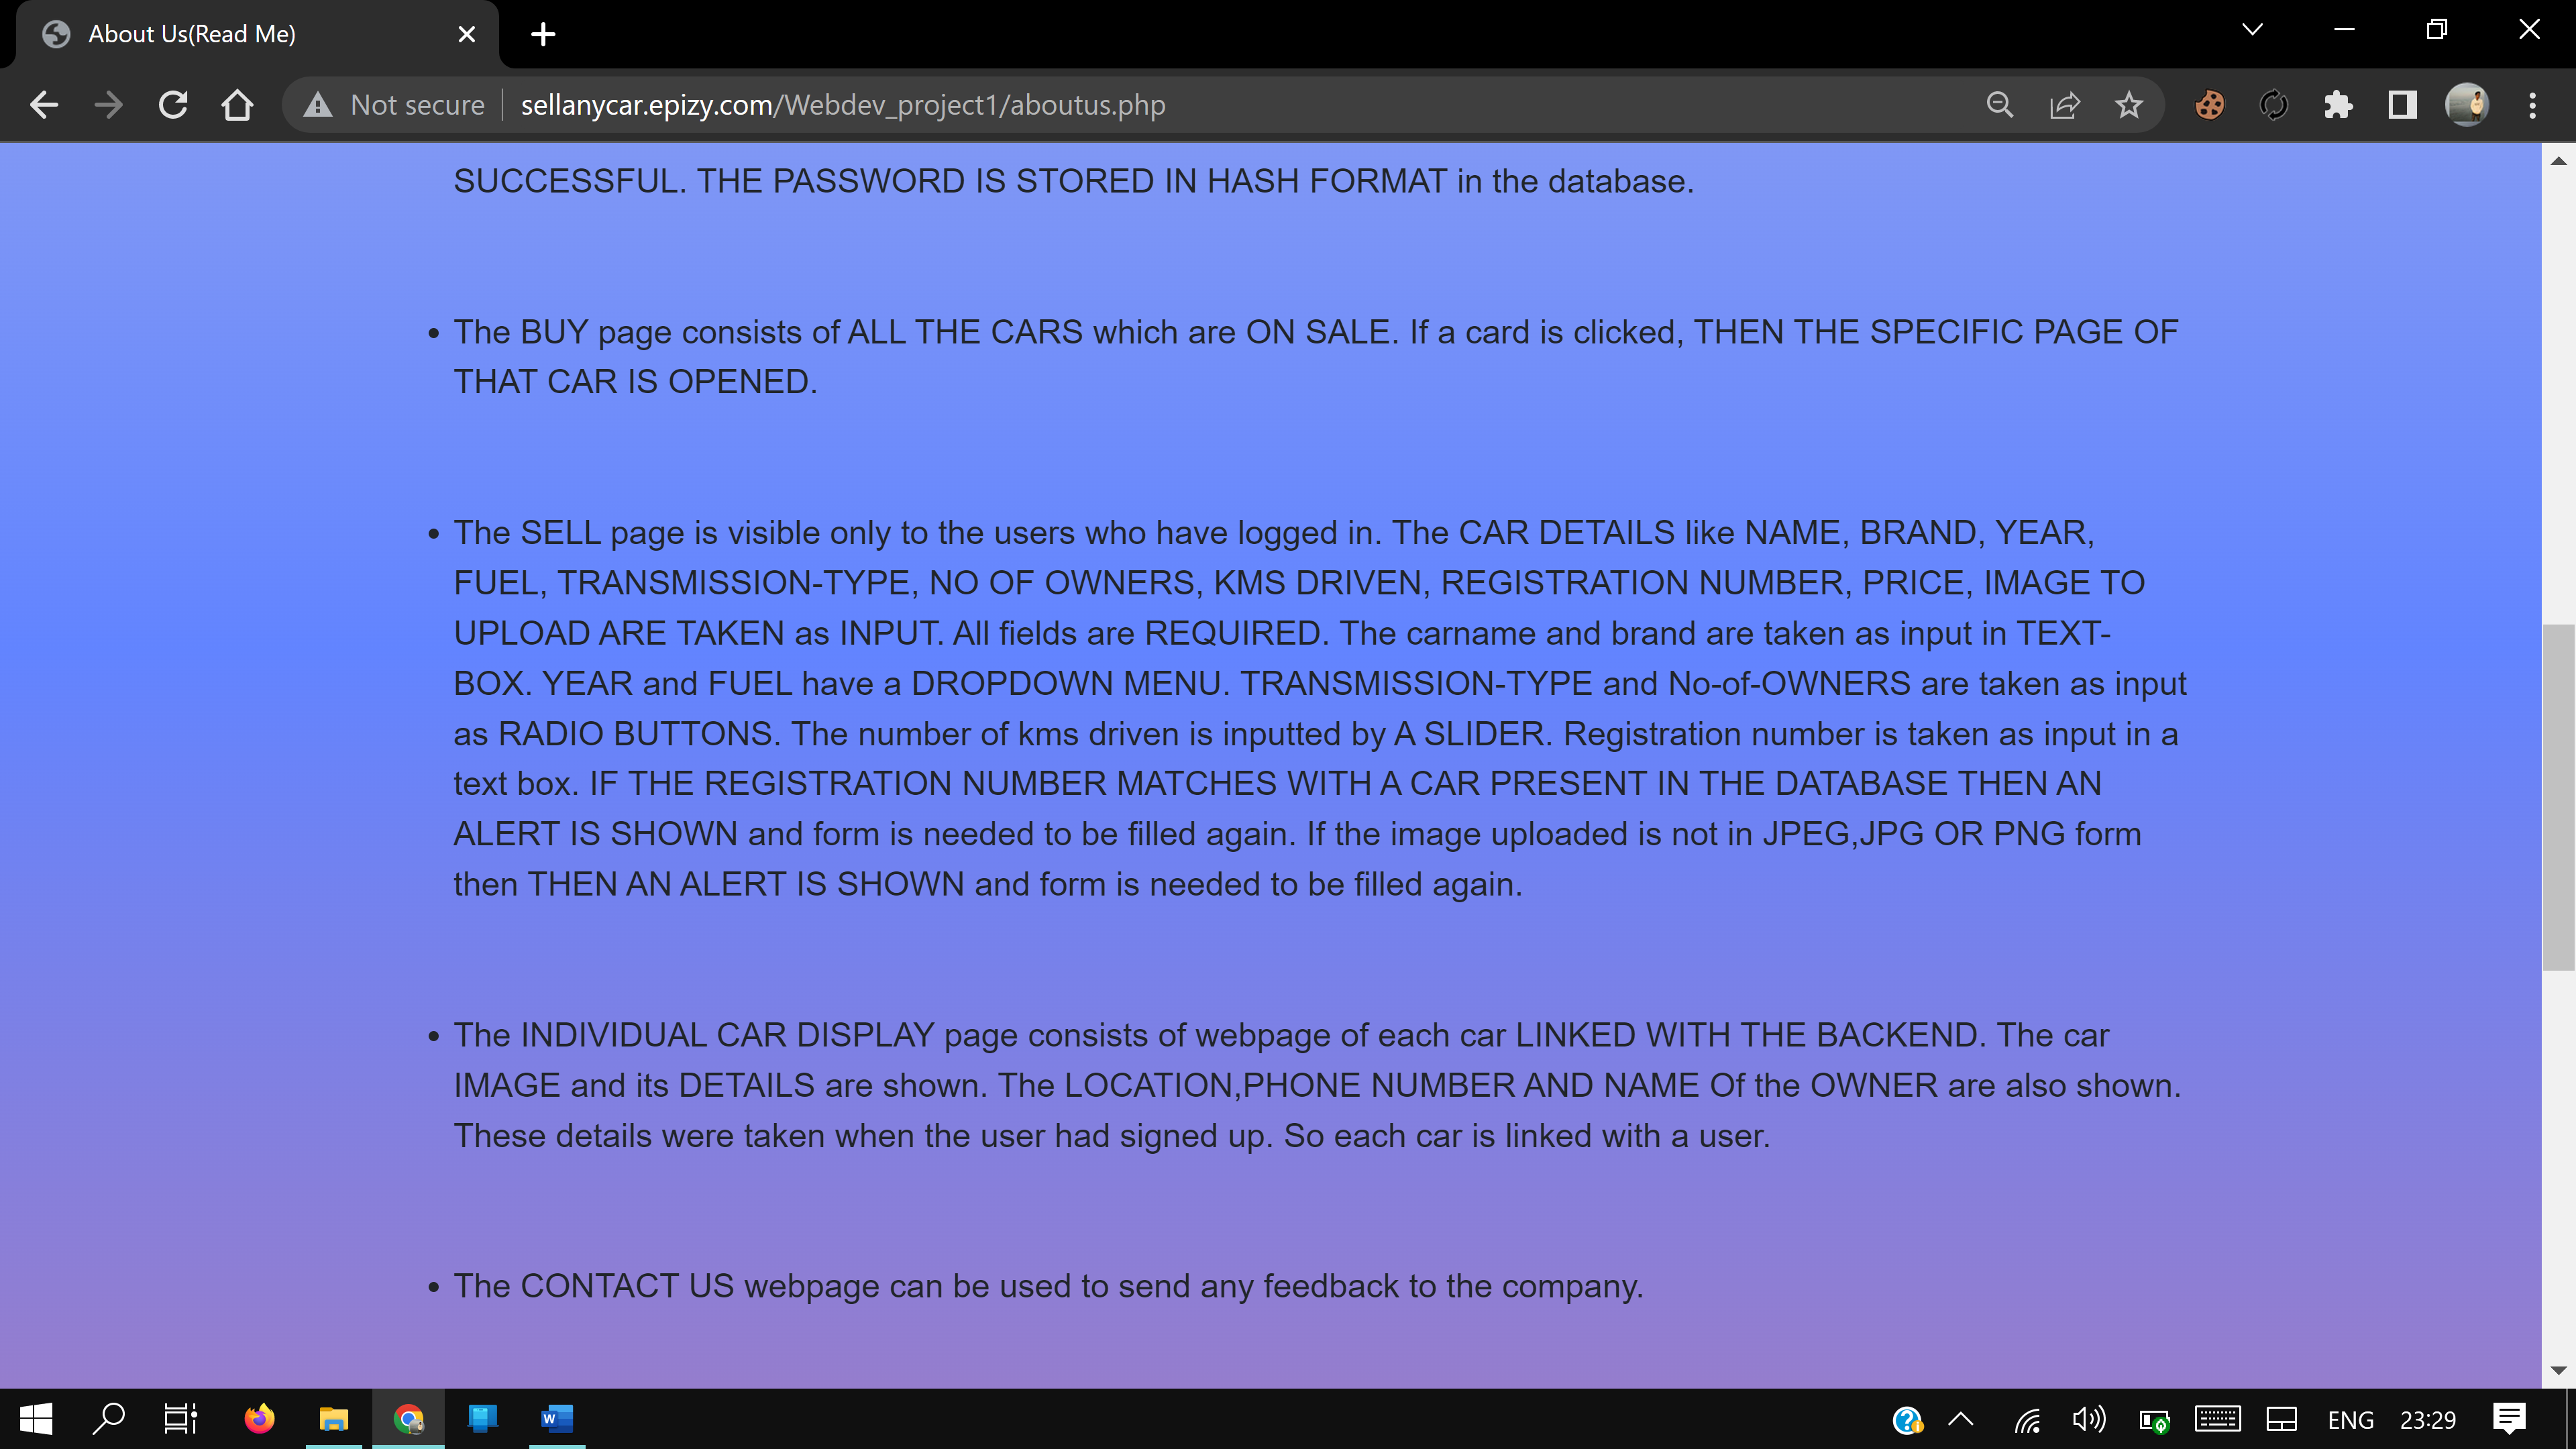 About Us(Read Me)
Not secure
sellanycar.epizy.com/Webdev_project1/aboutus.php
SUCCESSFUL. THE PASSWORD IS STORED IN HASH FORMAT in the database.
• The BUY page consists of ALL THE CARS which are ON SALE. If a card is clicked, THEN THE SPECIFIC PAGE OF
THAT CAR IS OPENED.
• The SELL page is visible only to the users who have logged in. The CAR DETAILS like NAME, BRAND, YEAR,
FUEL, TRANSMISSION-TYPE, NO OF OWNERS, KMS DRIVEN, REGISTRATION NUMBER, PRICE, IMAGE TO
UPLOAD ARE TAKEN as INPUT. All fields are REQUIRED. The carname and brand are taken as input in TEXT-
BOX. YEAR and FUEL have a DROPDOWN MENU. TRANSMISSION-TYPE and No-of-OWNERS are taken as input
as RADIO BUTTONS. The number of kms driven is inputted by A SLIDER. Registration number is taken as input in a
text box. IF THE REGISTRATION NUMBER MATCHES WITH A CAR PRESENT IN THE DATABASE THEN AN
ALERT IS SHOWN and form is needed to be filled again. If the image uploaded is not in JPEG,JPG OR PNG form
then THEN AN ALERT IS SHOWN and form is needed to be filled again.
• The INDIVIDUAL CAR DISPLAY page consists of webpage of each car LINKED WITH THE BACKEND. The car
IMAGE and its DETAILS are shown. The LOCATION,PHONE NUMBER AND NAME Of the OWNER are also shown.
These details were taken when the user had signed up. So each car is linked with a user.
• The CONTACT US webpage can be used to send any feedback to the company.
W
ENG
23:29